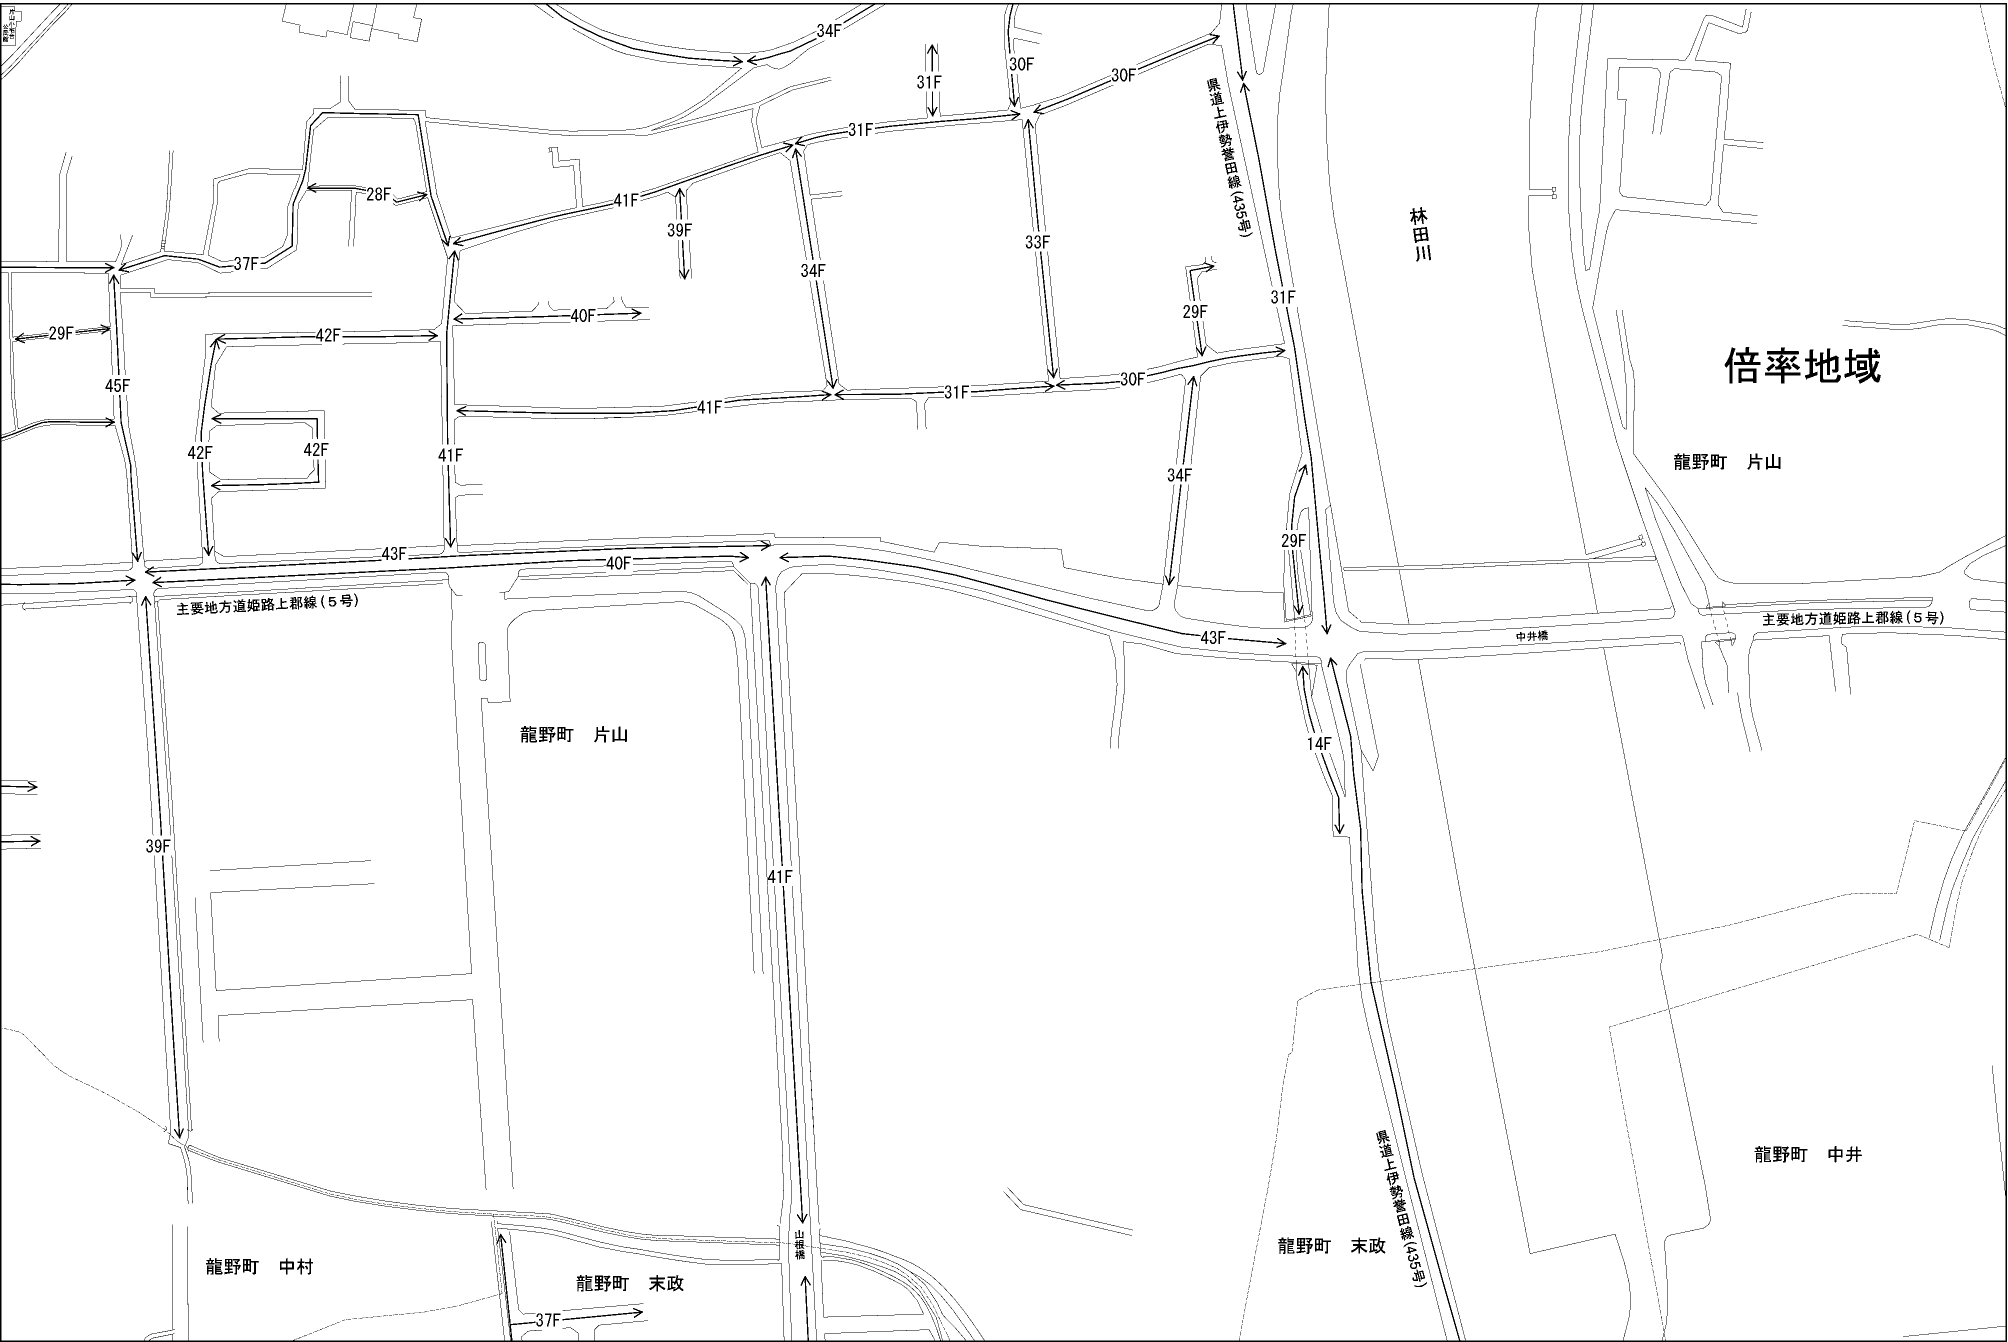 34F
30F
31F
30F
31F
県道上伊勢誉田線(435号)
28F
41F
39F
林田川
33F
37F
34F
31F
29F
40F
29F
42F
倍率地域
45F
30F
31F
41F
42F
42F
41F
龍野町 片山
34F
29F
43F
40F
主要地方道姫路上郡線(5号)
主要地方道姫路上郡線(5号)
43F
中井橋
龍野町 片山
14F
39F
41F
県道上伊勢誉田線(435号)
龍野町 中井
山根橋
龍野町 末政
龍野町 中村
龍野町 末政
37F